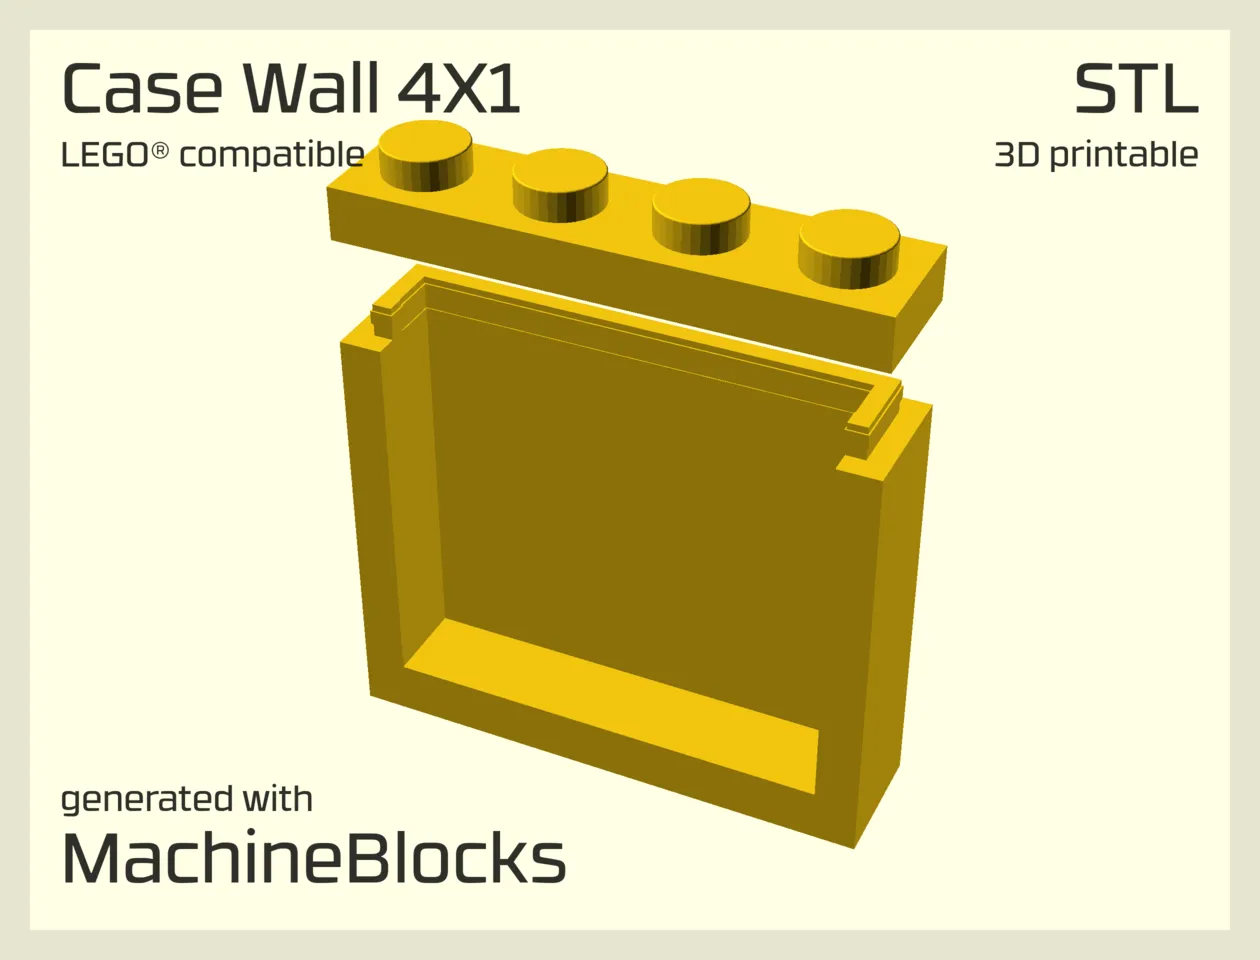 Case Wall 4X1
STL
LEGO® compatible
3D printable
generated with
MachineBlocks